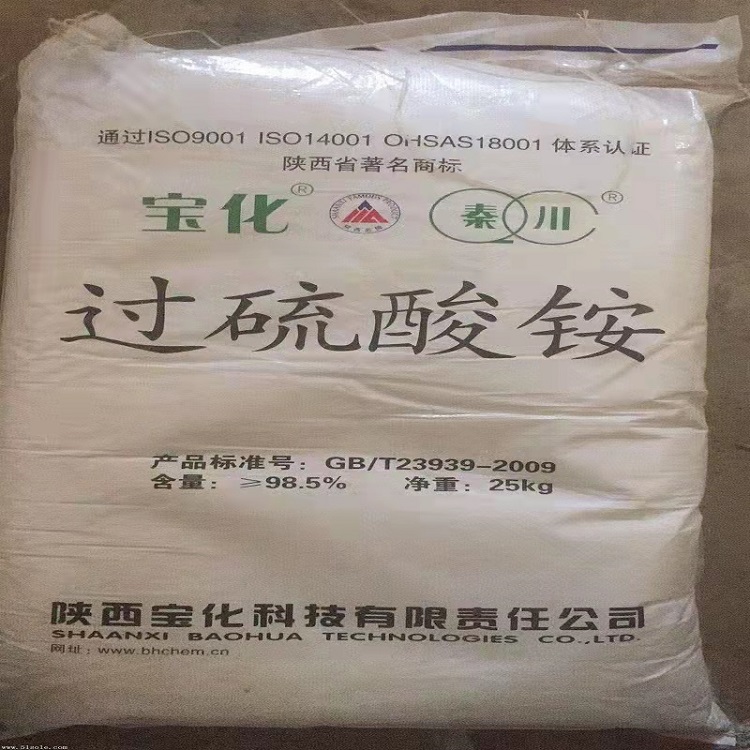 通过ISO9001 ISO14001 OHSAS18001 体系认证
陕西省著名商标
宝化® 秦川®
过硫酸铵
产品标准号：GB/T23939-2009
含量：≥98.5% 净重：25kg
陕西宝化科技有限责任公司
SHAANXI BAOHUA TECHNOLOGIES CO.,LTD.
网址：www.bhchem.cn
www.51sole.com